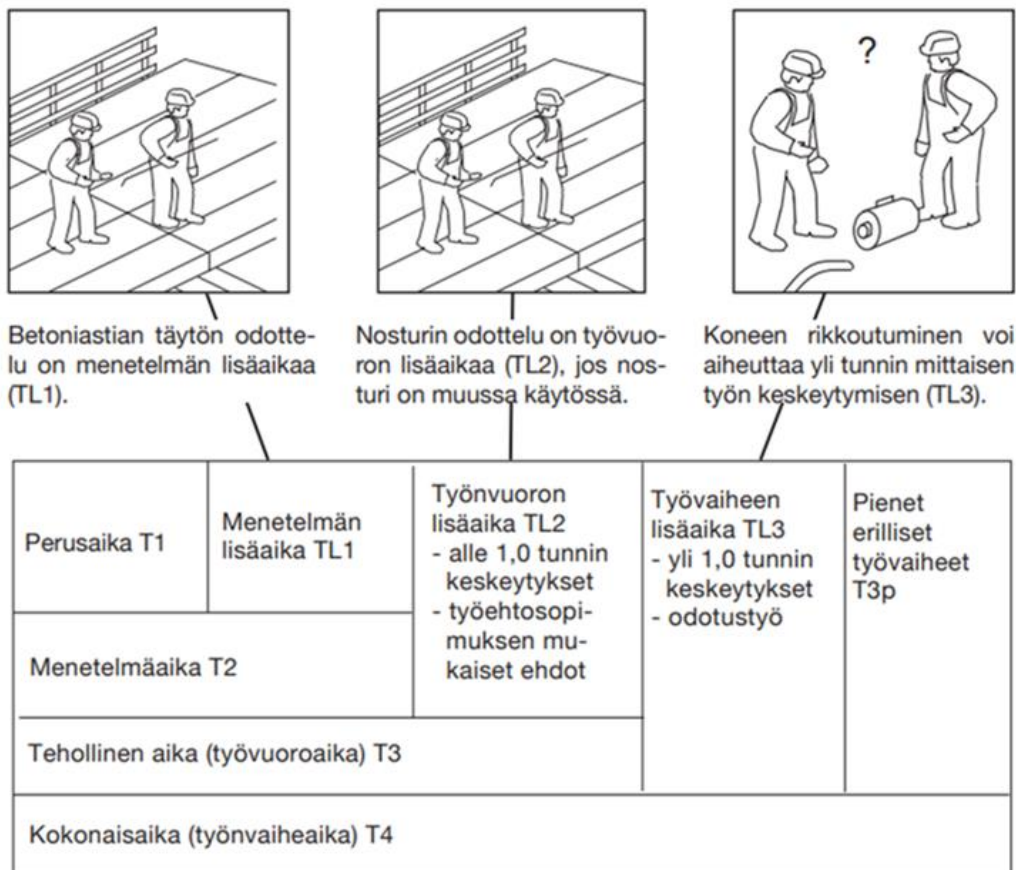 ?
Betoniastian täytön odotte-
lu on menetelmän lisäaikaa
(TL1).
Nosturin odottelu on työvuo-
ron lisäaikaa (TL2), jos nos-
turi on muussa käytössä.
Koneen rikkoutuminen voi
aiheuttaa yli tunnin mittaisen
työn keskeytymisen (TL3).
Perusaika T1
Menetelmän
lisäaika TL1
Työnvuoron
lisäaika TL2
- alle 1,0 tunnin
keskeytykset
- työehtosopi-
muksen mu-
kaiset ehdot
Työvaiheen
lisäaika TL3
- yli 1,0 tunnin
keskeytykset
- odotustyö
Pienet
erilliset
työvaiheet
T3p
Menetelmäaika T2
Tehollinen aika (työvuoroaika) T3
Kokonaisaika (työnvaiheaika) T4